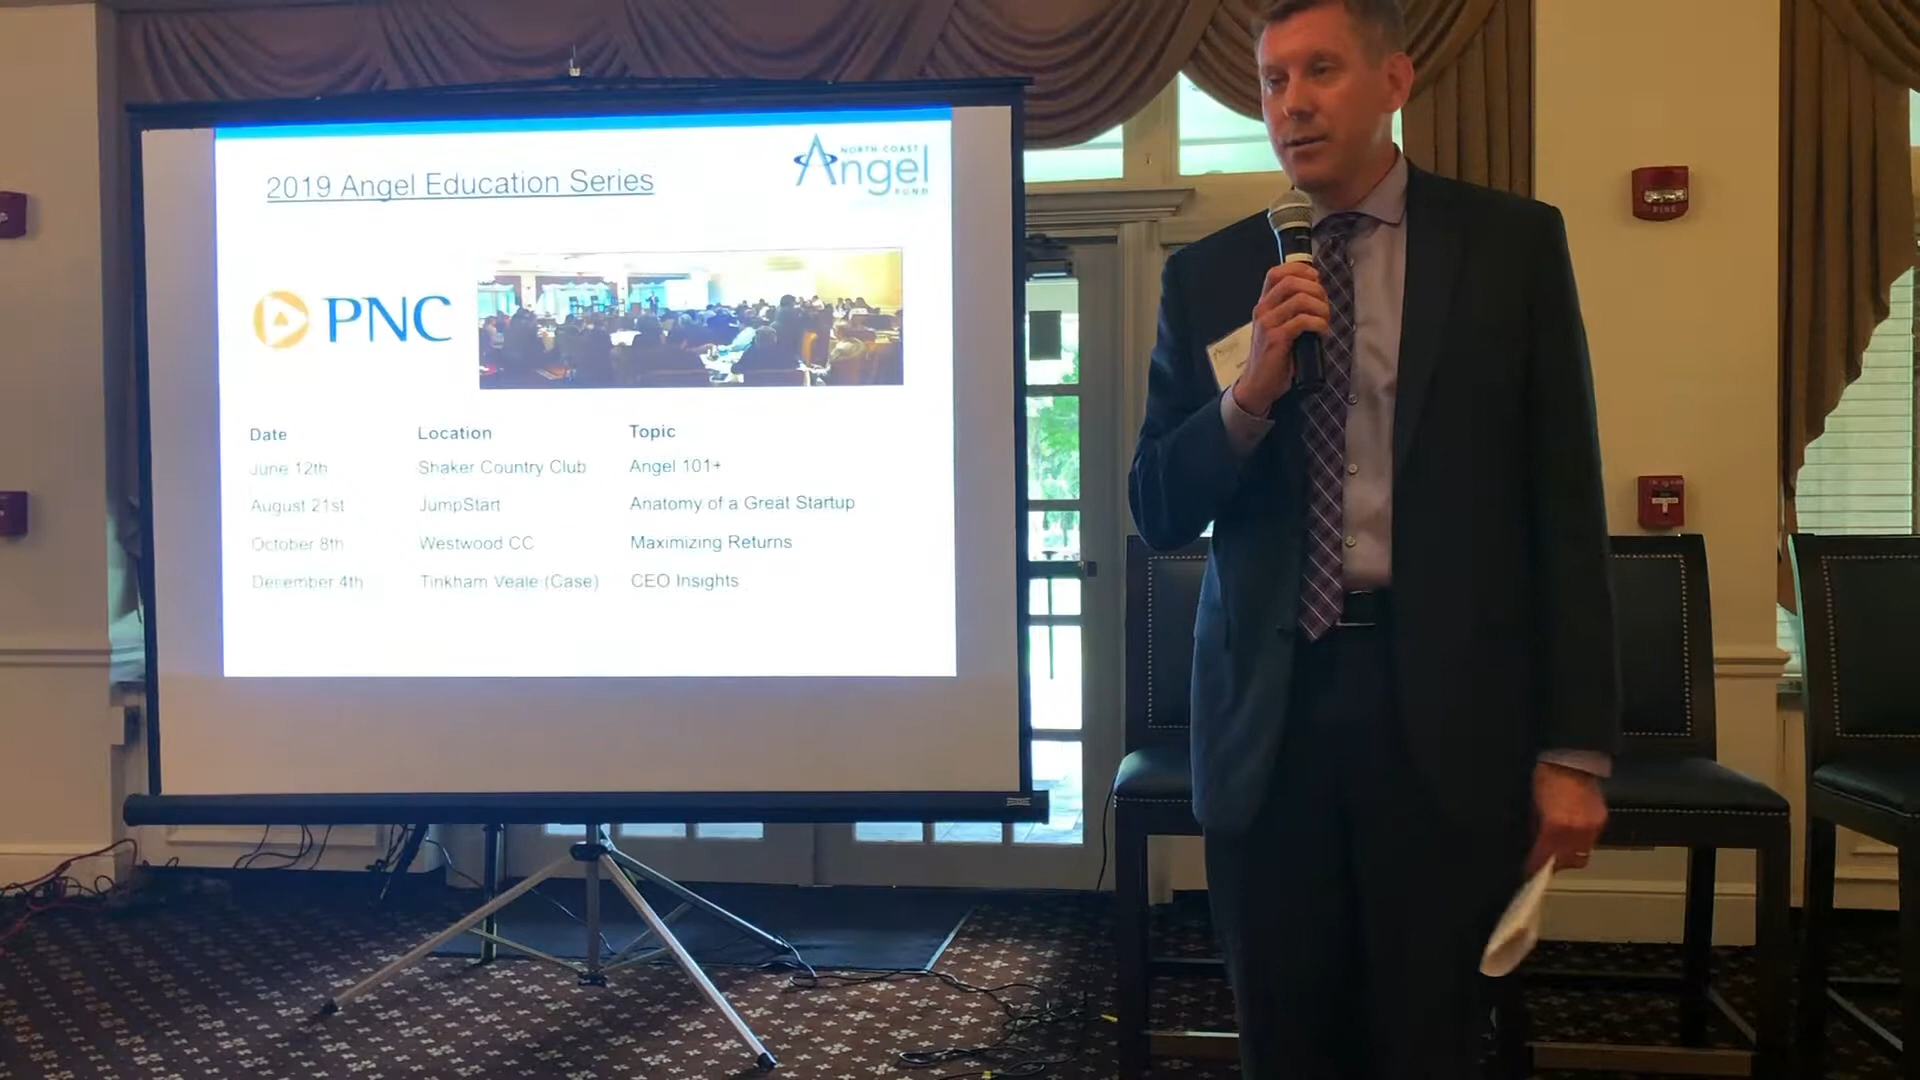 2019 Angel Education Series
NORTH COAST
Angel
FUND
PNC
Date Location Topic
June 12th Shaker Country Club Angel 101+
August 21st JumpStart Anatomy of a Great Startup
October 8th Westwood CC Maximizing Returns
December 4th Tinkham Veale (Case) CEO Insights
FIRE